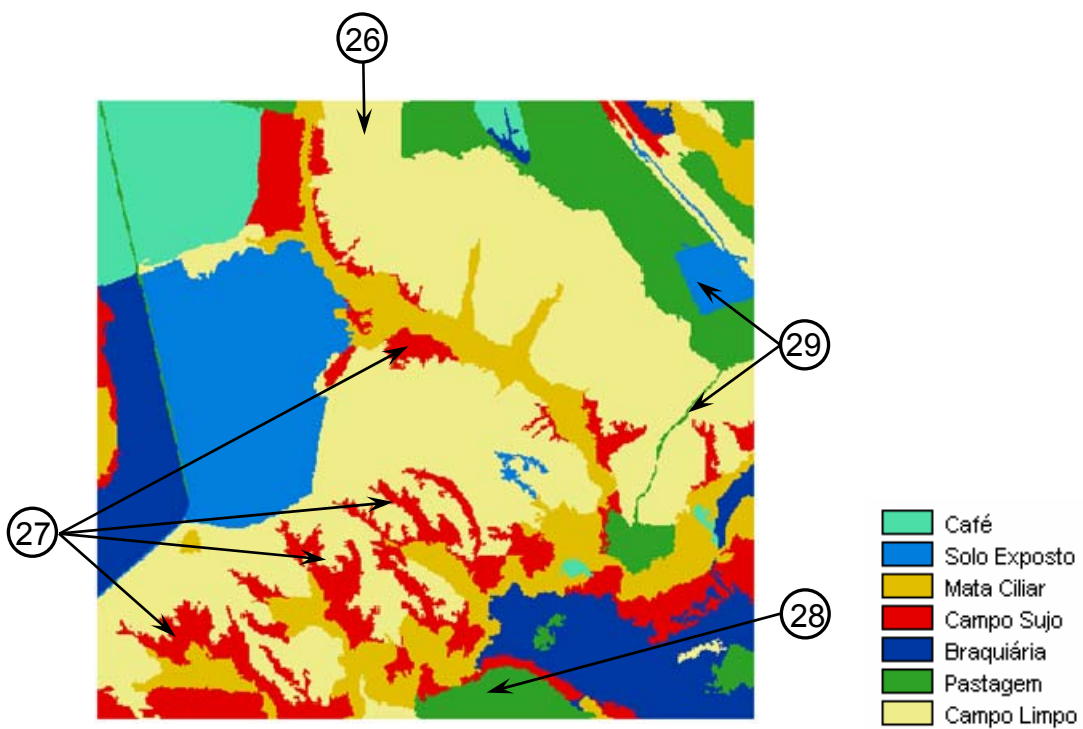 26
29
27
28
Café
Solo Exposto
Mata Ciliar
Campo Sujo
Braquiária
Pastagem
Campo Limpo